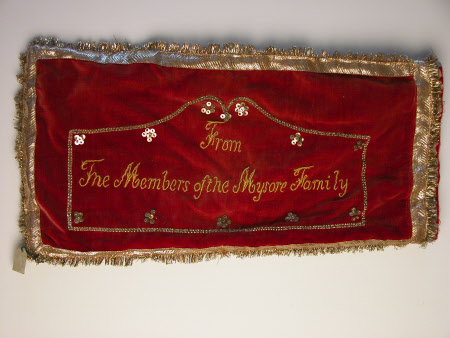 From
The Members of the Mysore Family